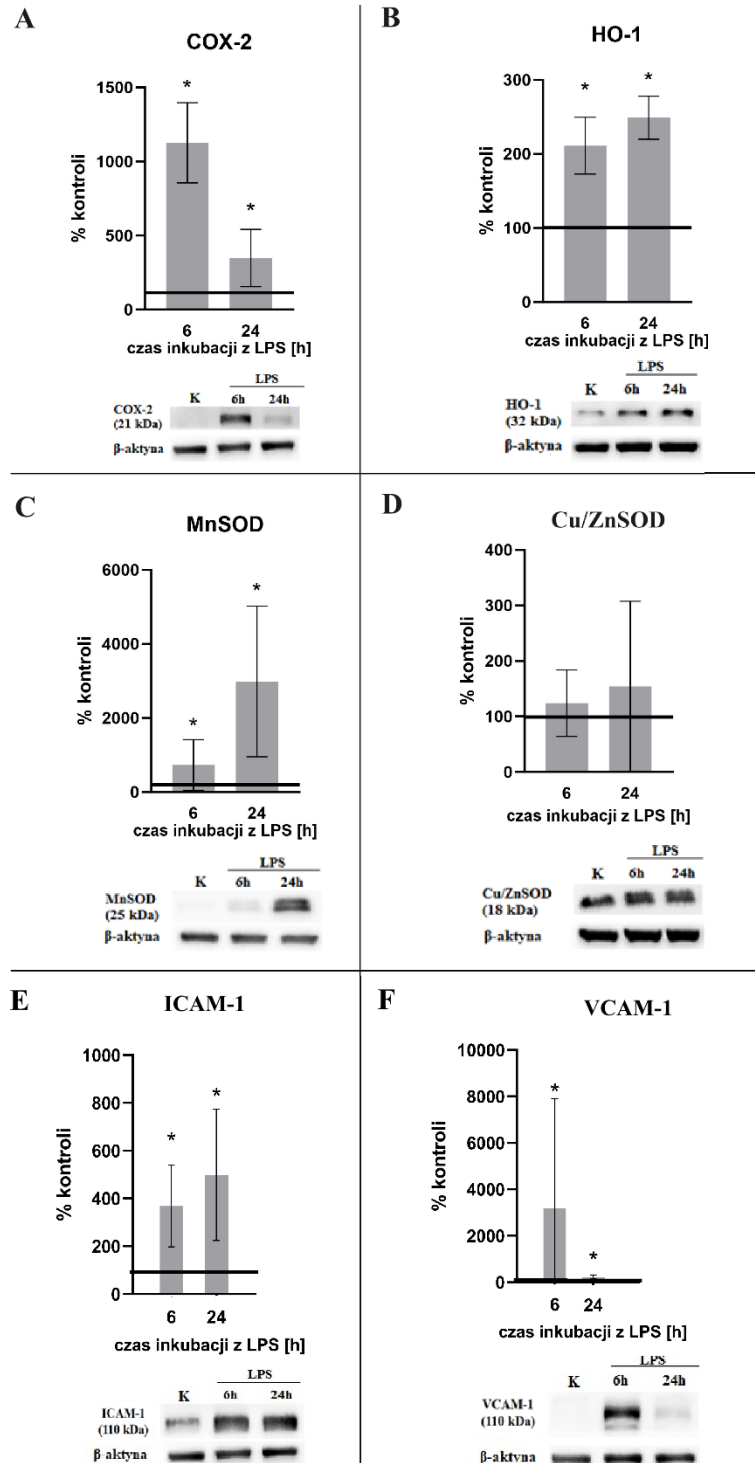 A
COX-2
% kontroli
1500
1000
500
0
*
*
6 24
czas inkubacji z LPS [h]
LPS
K 6h 24h
COX-2
(21 kDa)
β-aktyna
B
HO-1
% kontroli
300
200
100
0
*
*
6 24
czas inkubacji z LPS [h]
LPS
K 6h 24h
HO-1
(32 kDa)
β-aktyna
C
MnSOD
% kontroli
6000
4000
2000
0
*
*
6 24
czas inkubacji z LPS [h]
LPS
K 6h 24h
MnSOD
(25 kDa)
β-aktyna
D
Cu/ZnSOD
% kontroli
400
300
200
100
0
6 24
czas inkubacji z LPS [h]
LPS
K 6h 24h
Cu/ZnSOD
(18 kDa)
β-aktyna
E
ICAM-1
% kontroli
1000
800
600
400
200
0
*
*
6 24
czas inkubacji z LPS [h]
LPS
K 6h 24h
ICAM-1
(110 kDa)
β-aktyna
F
VCAM-1
% kontroli
10000
8000
6000
4000
2000
0
*
*
6 24
czas inkubacji z LPS [h]
LPS
K 6h 24h
VCAM-1
(110 kDa)
β-aktyna